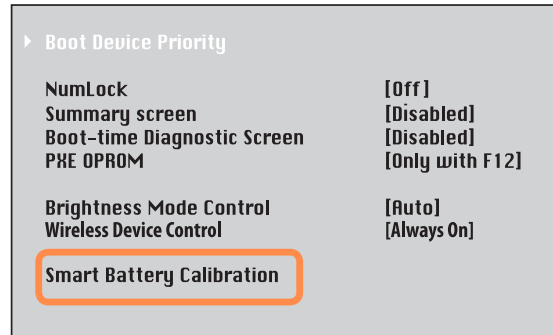 Boot Device Priority
NumLock [Off]
Summary screen [Disabled]
Boot-time Diagnostic Screen [Disabled]
PXE OPROM [Only with F12]
Brightness Mode Control [Auto]
Wireless Device Control [Always On]
Smart Battery Calibration